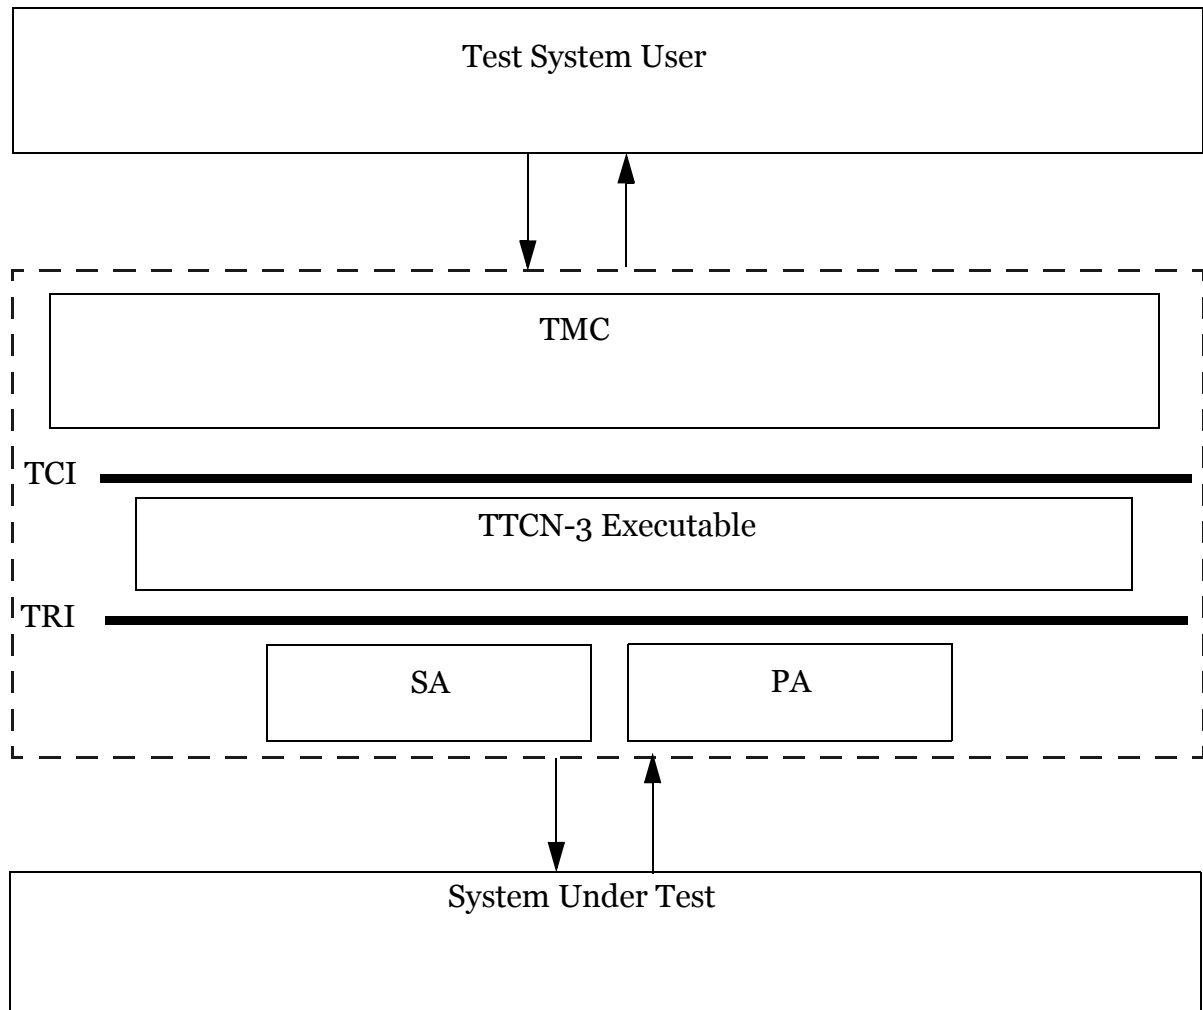 Test System User
TMC
TCI
TTCN-3 Executable
TRI
SA
PA
System Under Test